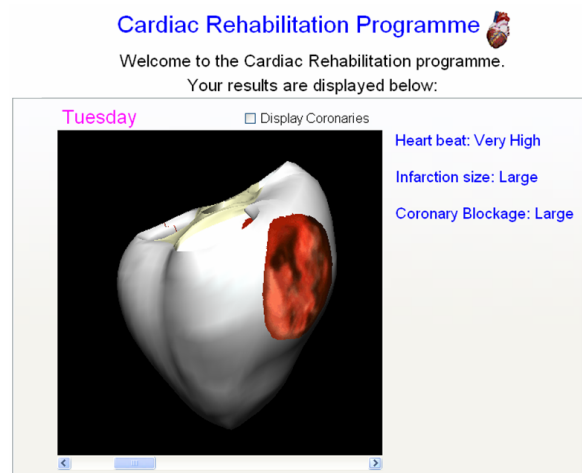 Cardiac Rehabilitation Programme
Welcome to the Cardiac Rehabilitation programme.
Your results are displayed below:
Tuesday
Display Coronaries
Heart beat: Very High
Infarction size: Large
Coronary Blockage: Large